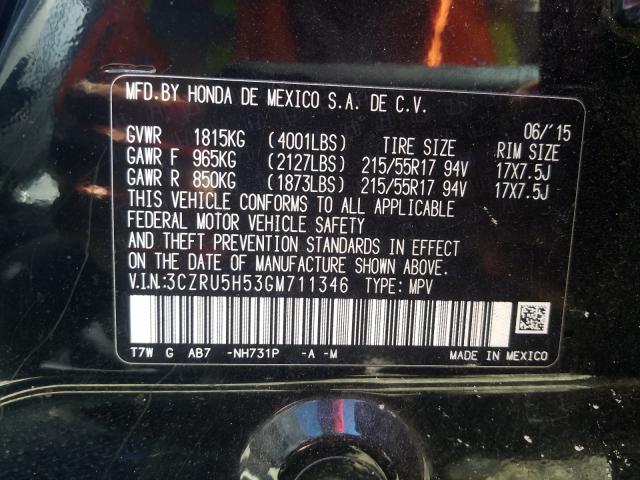 MFD.BY HONDA DE MEXICO S.A. DE C.V.
06/'15
GVWR 1815KG (4001LBS) TIRE SIZE RIM SIZE
GAWR F 965KG (2127LBS) 215/55R17 94V 17X7.5J
GAWR R 850KG (1873LBS) 215/55R17 94V 17X7.5J
THIS VEHICLE CONFORMS TO ALL APPLICABLE
FEDERAL MOTOR VEHICLE SAFETY
AND THEFT PREVENTION STANDARDS IN EFFECT
ON THE DATE OF MANUFACTURE SHOWN ABOVE.
V.I.N.:3CZRU5H53GM711346 TYPE: MPV
T7W G AB7 -NH731P -A -M MADE IN MEXICO